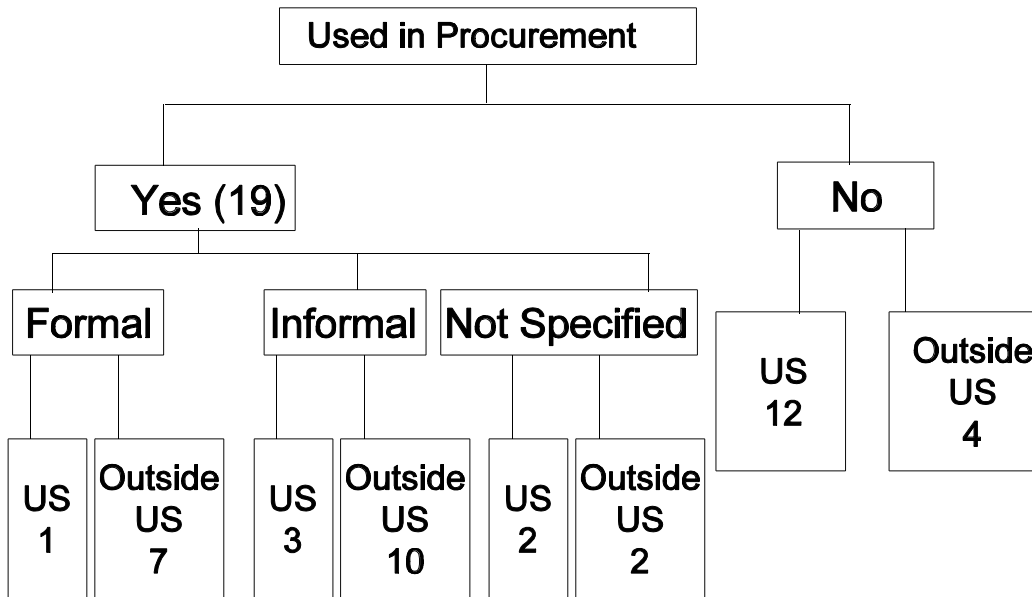 Used in Procurement
Yes (19)
No
Formal
Informal
Not Specified
US
12
Outside
US
4
US
1
Outside
US
7
US
3
Outside
US
10
US
2
Outside
US
2